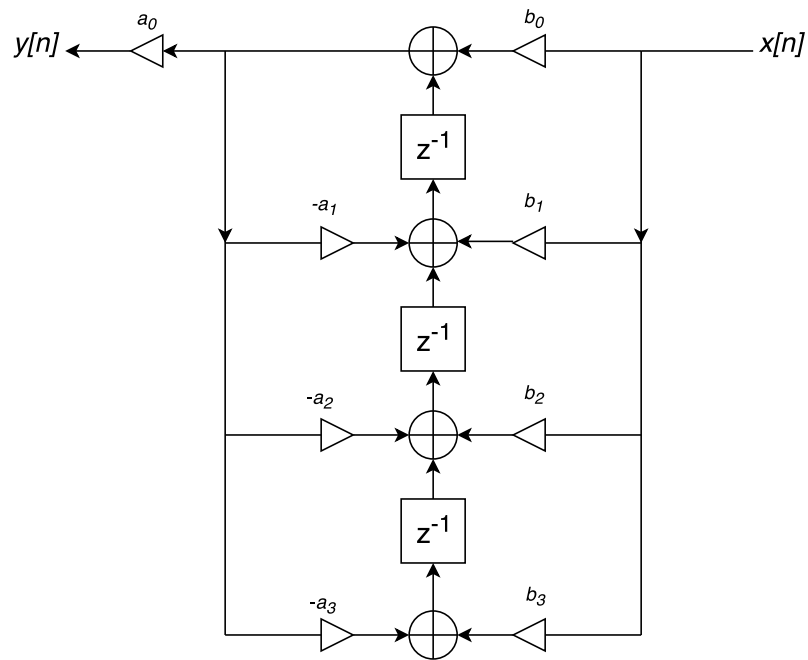 a₀ b₀
y[n] x[n]
z⁻¹
-a₁ b₁
z⁻¹
-a₂ b₂
z⁻¹
-a₃ b₃